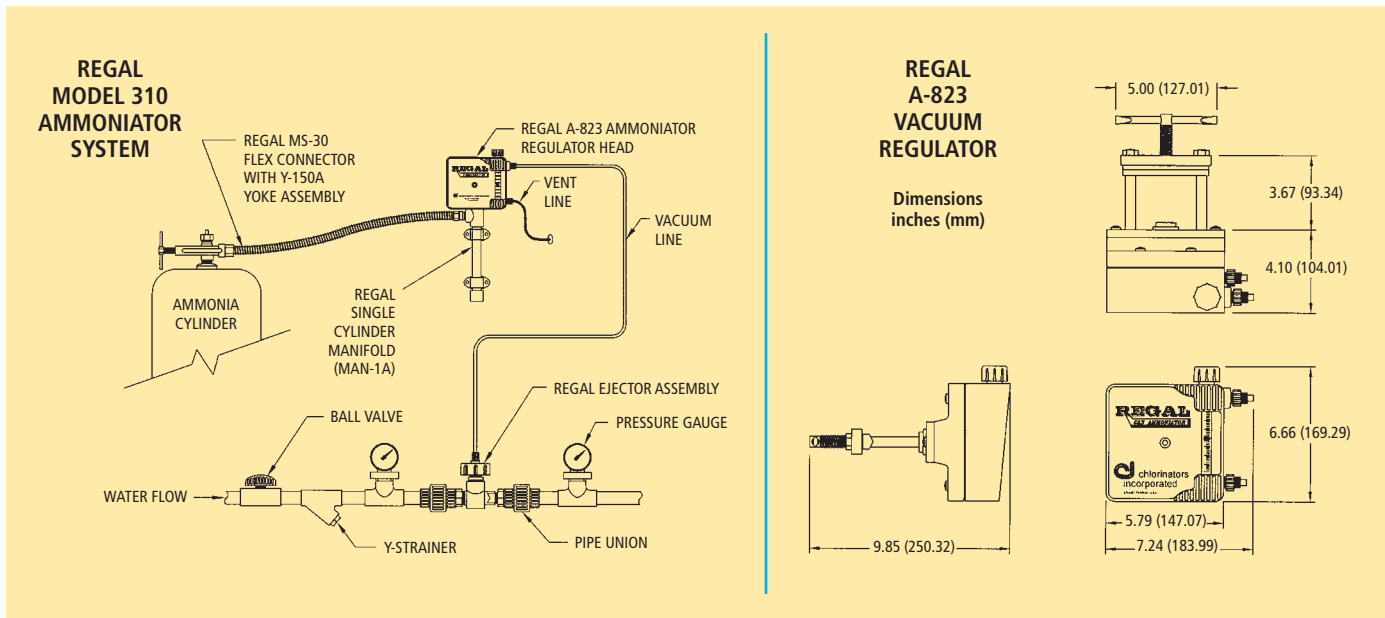 REGAL
MODEL 310
AMMONIATOR
SYSTEM
REGAL MS-30
FLEX CONNECTOR
WITH Y-150A
YOKE ASSEMBLY
REGAL A-823 AMMONIATOR
REGULATOR HEAD
REGAL
VENT
LINE
VACUUM
LINE
AMMONIA
CYLINDER
REGAL
SINGLE
CYLINDER
MANIFOLD
(MAN-1A)
REGAL EJECTOR ASSEMBLY
BALL VALVE
PRESSURE GAUGE
WATER FLOW
Y-STRAINER
PIPE UNION
REGAL
A-823
VACUUM
REGULATOR
Dimensions
inches (mm)
5.00 (127.01)
3.67 (93.34)
4.10 (104.01)
9.85 (250.32)
REGAL
GAS AMMONIATOR
chlorinators
incorporated
6.66 (169.29)
5.79 (147.07)
7.24 (183.99)